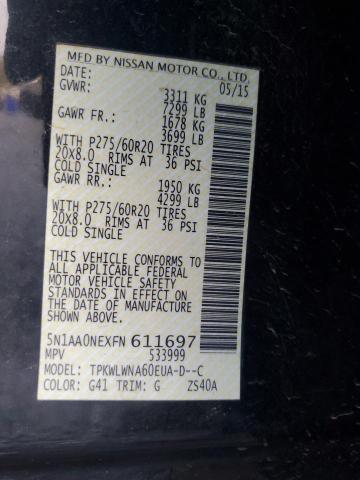 MFD BY NISSAN MOTOR CO., LTD.
DATE: 05/15
GVWR: 3311 KG
7299 LB
GAWR FR.: 1678 KG
3699 LB
WITH P275/60R20 TIRES
20X8.0 RIMS AT 36 PSI
COLD SINGLE
GAWR RR.: 1950 KG
4299 LB
WITH P275/60R20 TIRES
20X8.0 RIMS AT 36 PSI
COLD SINGLE
THIS VEHICLE CONFORMS TO
ALL APPLICABLE FEDERAL
MOTOR VEHICLE SAFETY
STANDARDS IN EFFECT ON
THE DATE OF MANUFACTURE
SHOWN ABOVE.
5N1AA0NEXFN 611697
MPV 533999
MODEL: TPKWLWNA60EUA-D--C
COLOR: G41 TRIM: G ZS40A